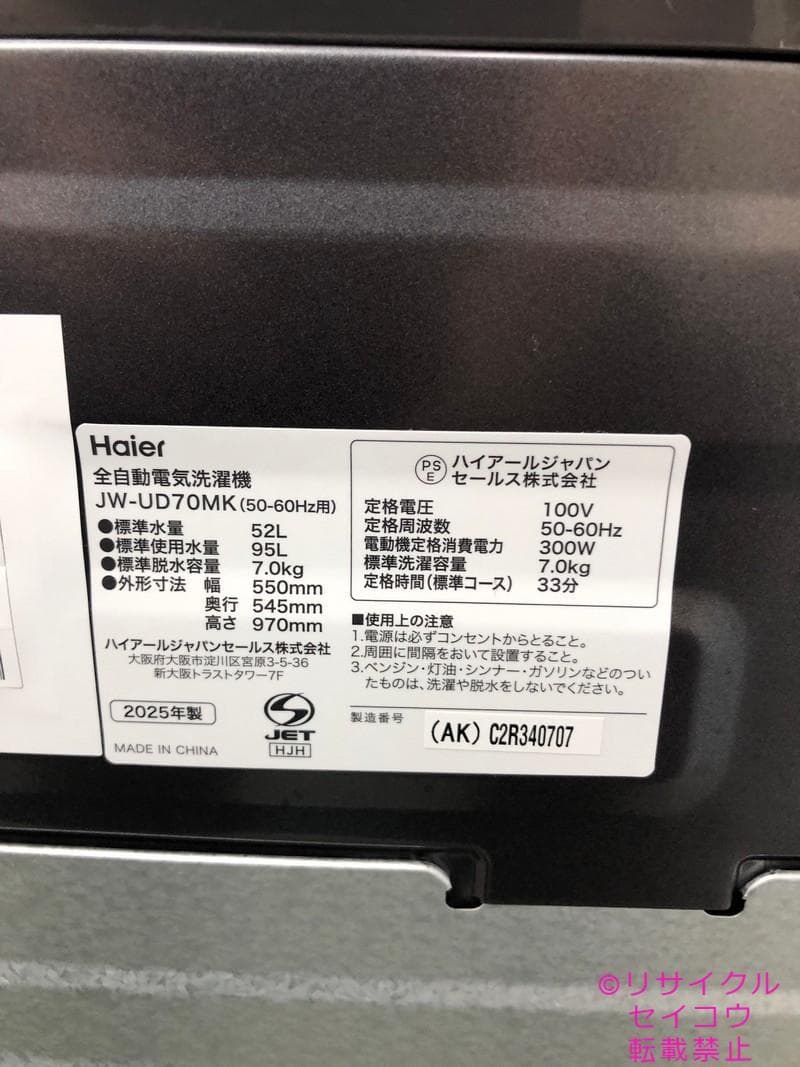 Haier
全自動電気洗濯機
JW-UD70MK(50-60Hz用)
●標準水量 52L
●標準使用水量 95L
●標準脱水容量 7.0kg
●外形寸法 幅 550mm
奥行 545mm
高さ 970mm
ハイアールジャパンセールス株式会社
大阪府大阪市淀川区宮原3-5-36
新大阪トラストタワー7F
2025年製
MADE IN CHINA
JET
HJH
PSE
ハイアールジャパン
セールス株式会社
定格電圧 100V
定格周波数 50-60Hz
電動機定格消費電力 300W
標準洗濯容量 7.0kg
定格時間(標準コース) 33分
■使用上の注意
1.電源は必ずコンセントからとること。
2.周囲に間隔をおいて設置すること。
3.ベンジン・灯油・シンナー・ガソリンなどのつい
たものは、洗濯や脱水をしないでください。
製造番号 (AK) C2R340707
©リサイクル
セイコウ
転載禁止